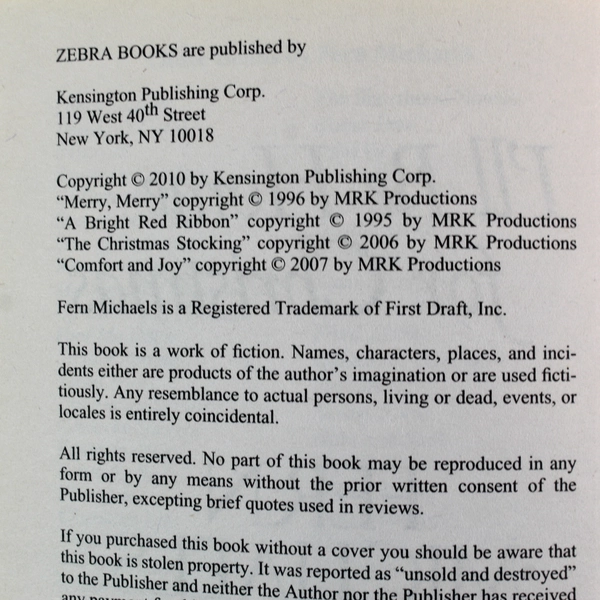 ZEBRA BOOKS are published by
Kensington Publishing Corp.
119 West 40th Street
New York, NY 10018
Copyright © 2010 by Kensington Publishing Corp.
“Merry, Merry” copyright © 1996 by MRK Productions
“A Bright Red Ribbon” copyright © 1995 by MRK Productions
“The Christmas Stocking” copyright © 2006 by MRK Productions
“Comfort and Joy” copyright © 2007 by MRK Productions
Fern Michaels is a Registered Trademark of First Draft, Inc.
This book is a work of fiction. Names, characters, places, and inci-
dents either are products of the author’s imagination or are used ficti-
tiously. Any resemblance to actual persons, living or dead, events, or
locales is entirely coincidental.
All rights reserved. No part of this book may be reproduced in any
form or by any means without the prior written consent of the
Publisher, excepting brief quotes used in reviews.
If you purchased this book without a cover you should be aware that
this book is stolen property. It was reported as “unsold and destroyed”
to the Publisher and neither the Author nor the Publisher has received